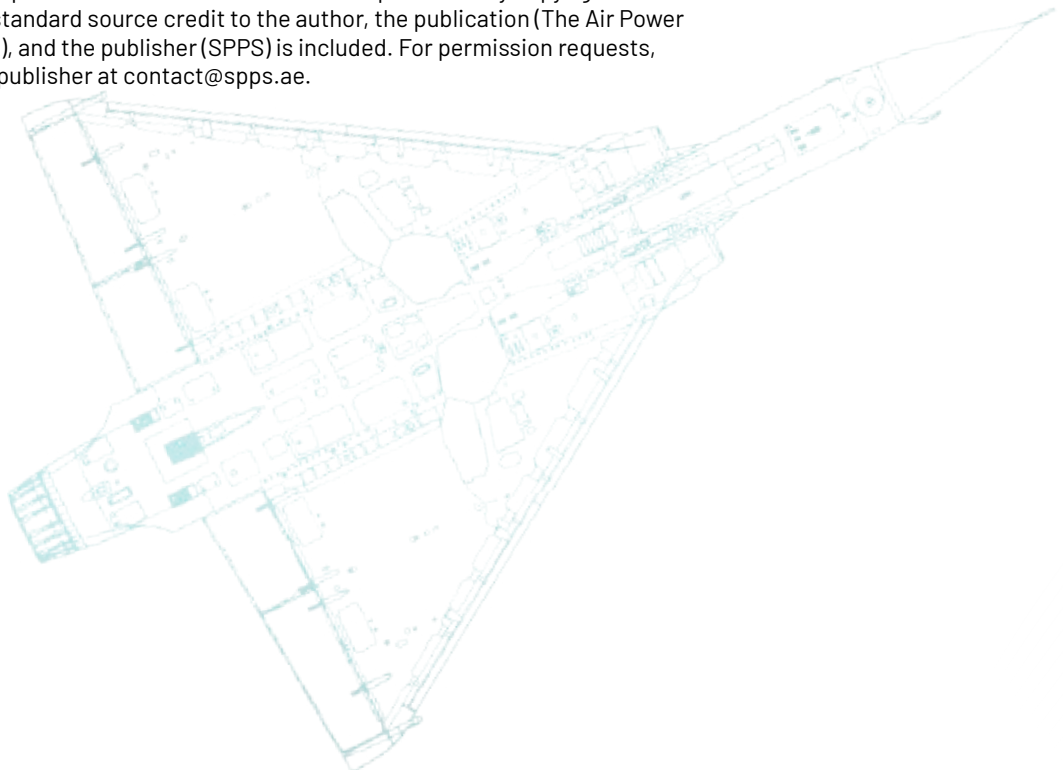 standard source credit to the author, the publication (The Air Power
), and the publisher (SPPS) is included. For permission requests,
publisher at contact@spps.ae.